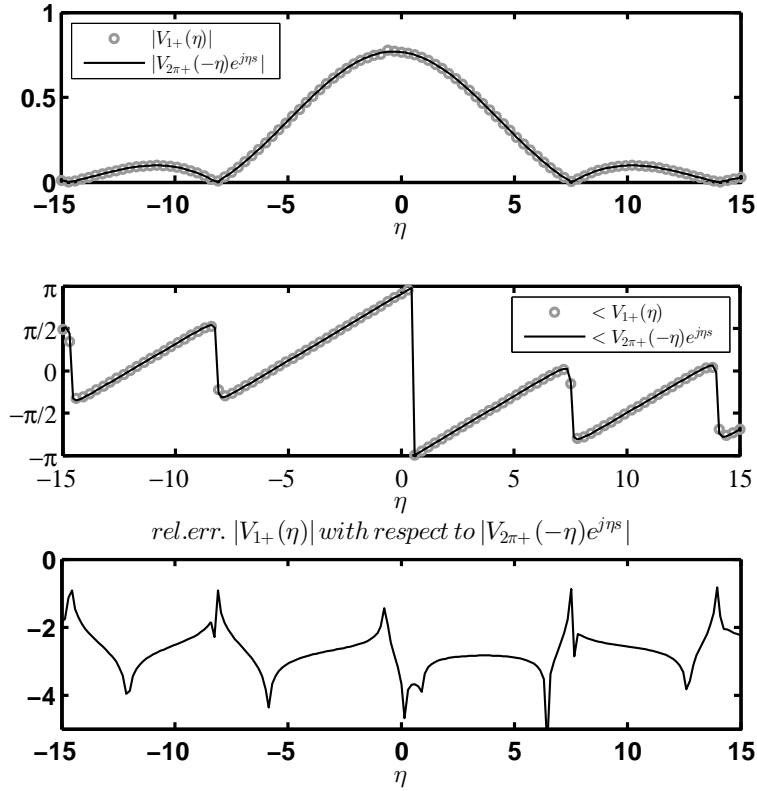 1
|V₁₊(η)|
|V₂π₊(−η)e^{jηs}|
0.5
0
−15 −10 −5 0 5 10 15
η
π
< V₁₊(η)
π/2
< V₂π₊(−η)e^{jηs}
0
−π/2
−π
−15 −10 −5 0 5 10 15
η
rel.err. |V₁₊(η)| with respect to |V₂π₊(−η)e^{jηs}|
0
−2
−4
−15 −10 −5 0 5 10 15
η